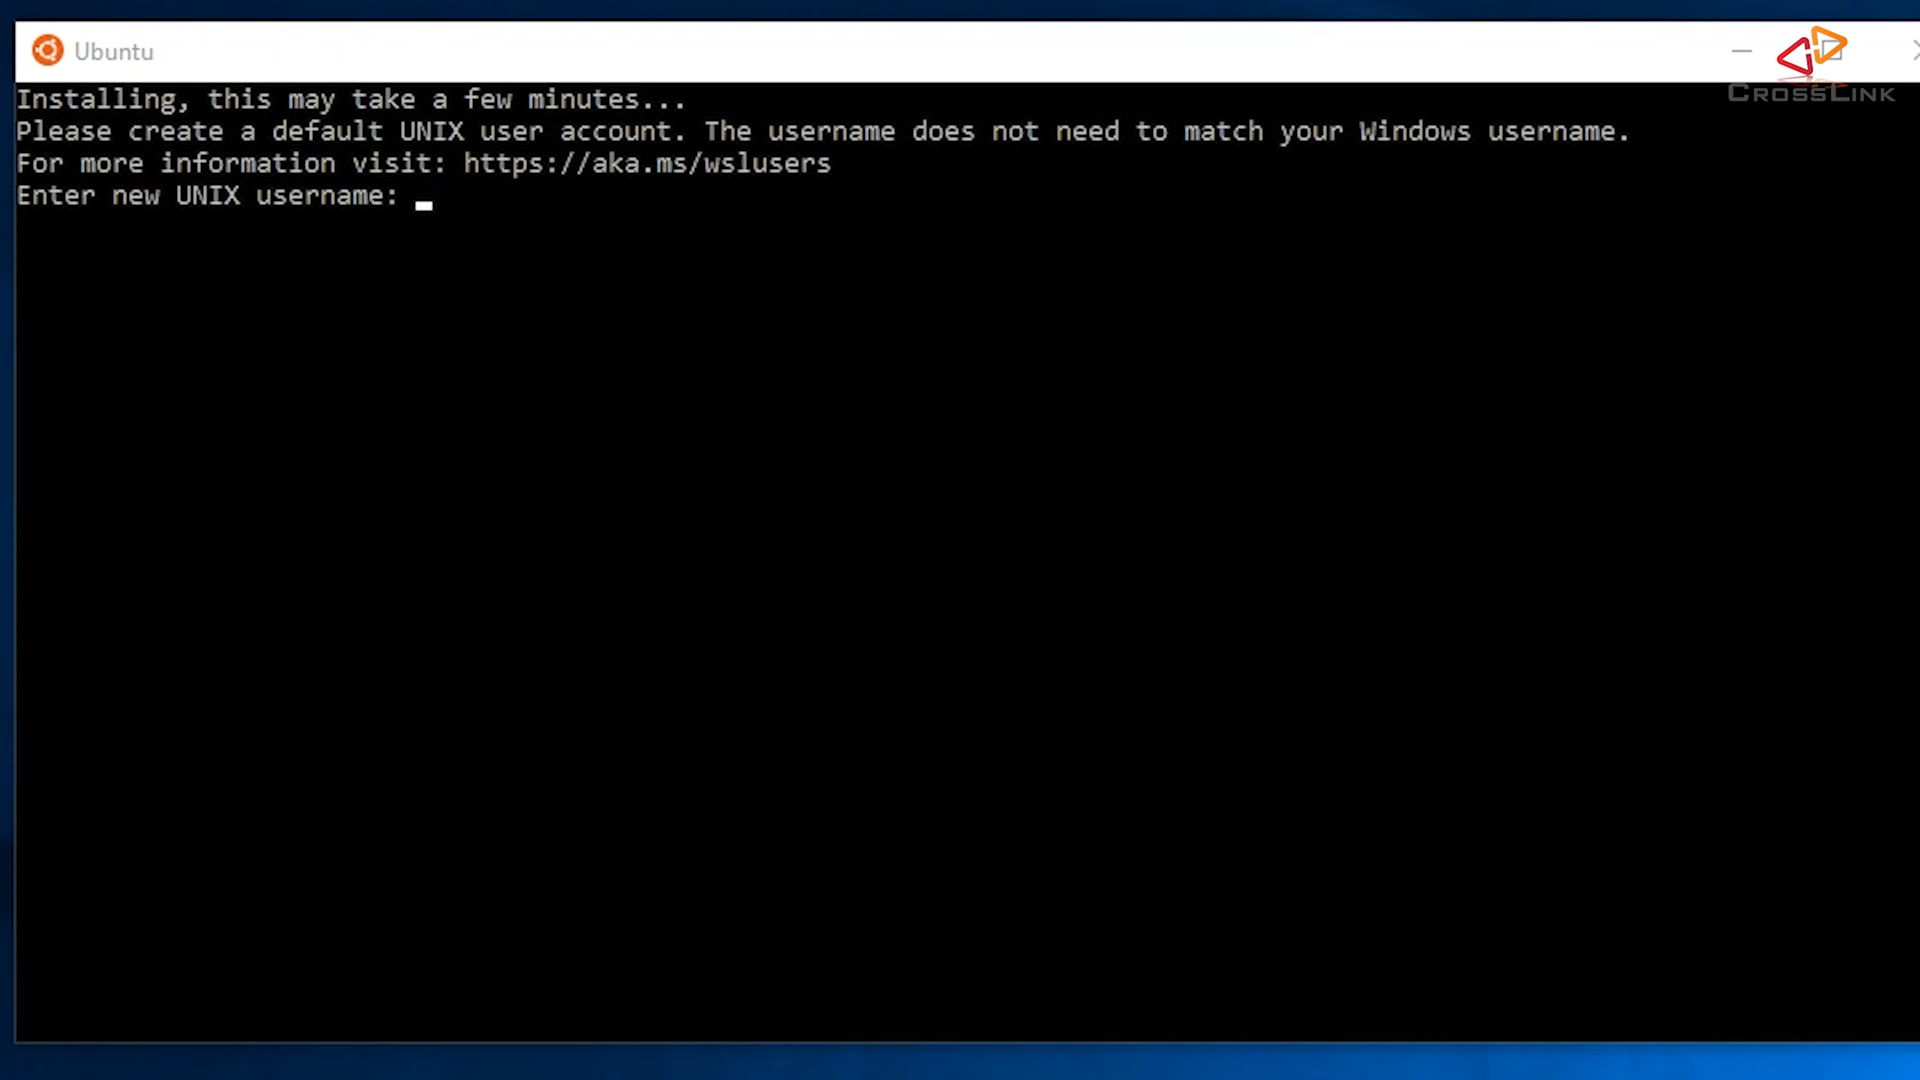 Ubuntu
CROSSLINK
Installing, this may take a few minutes...
Please create a default UNIX user account. The username does not need to match your Windows username.
For more information visit: https://aka.ms/wslusers
Enter new UNIX username: